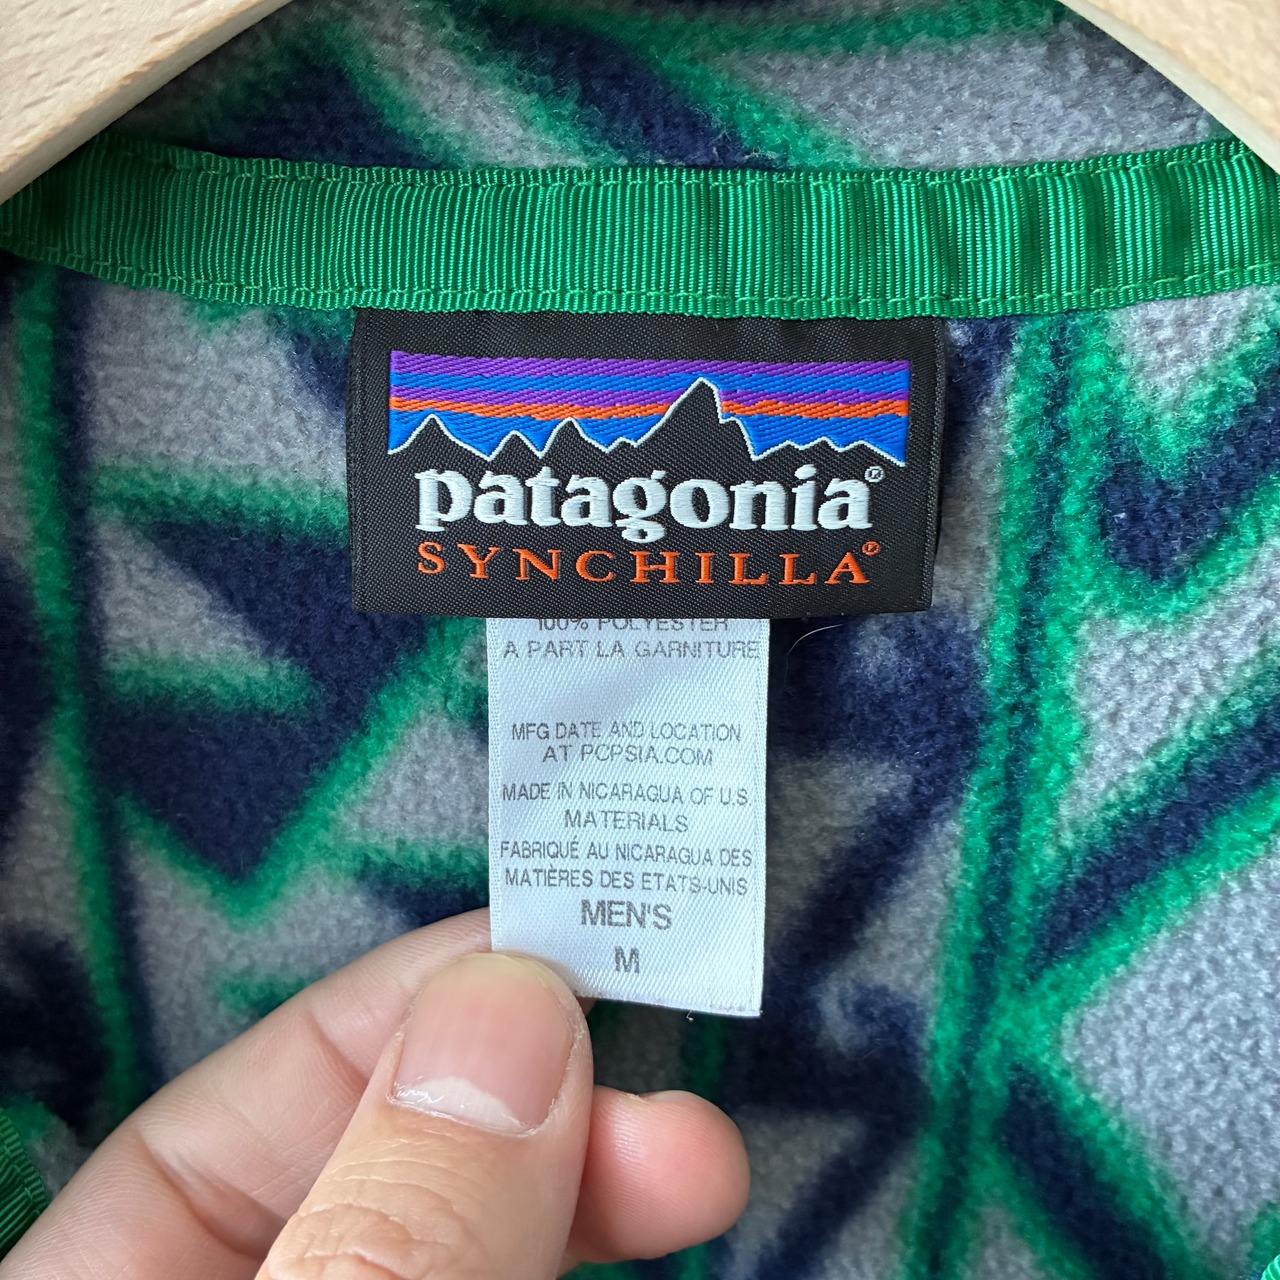 patagonia®
SYNCHILLA®
100% POLYESTER
A PART LA GARNITURE
MFG DATE AND LOCATION
AT PCPSIA.COM
MADE IN NICARAGUA OF U.S.
MATERIALS
FABRIQUÉ AU NICARAGUA DES
MATIÈRES DES ETATS-UNIS
MEN'S
M